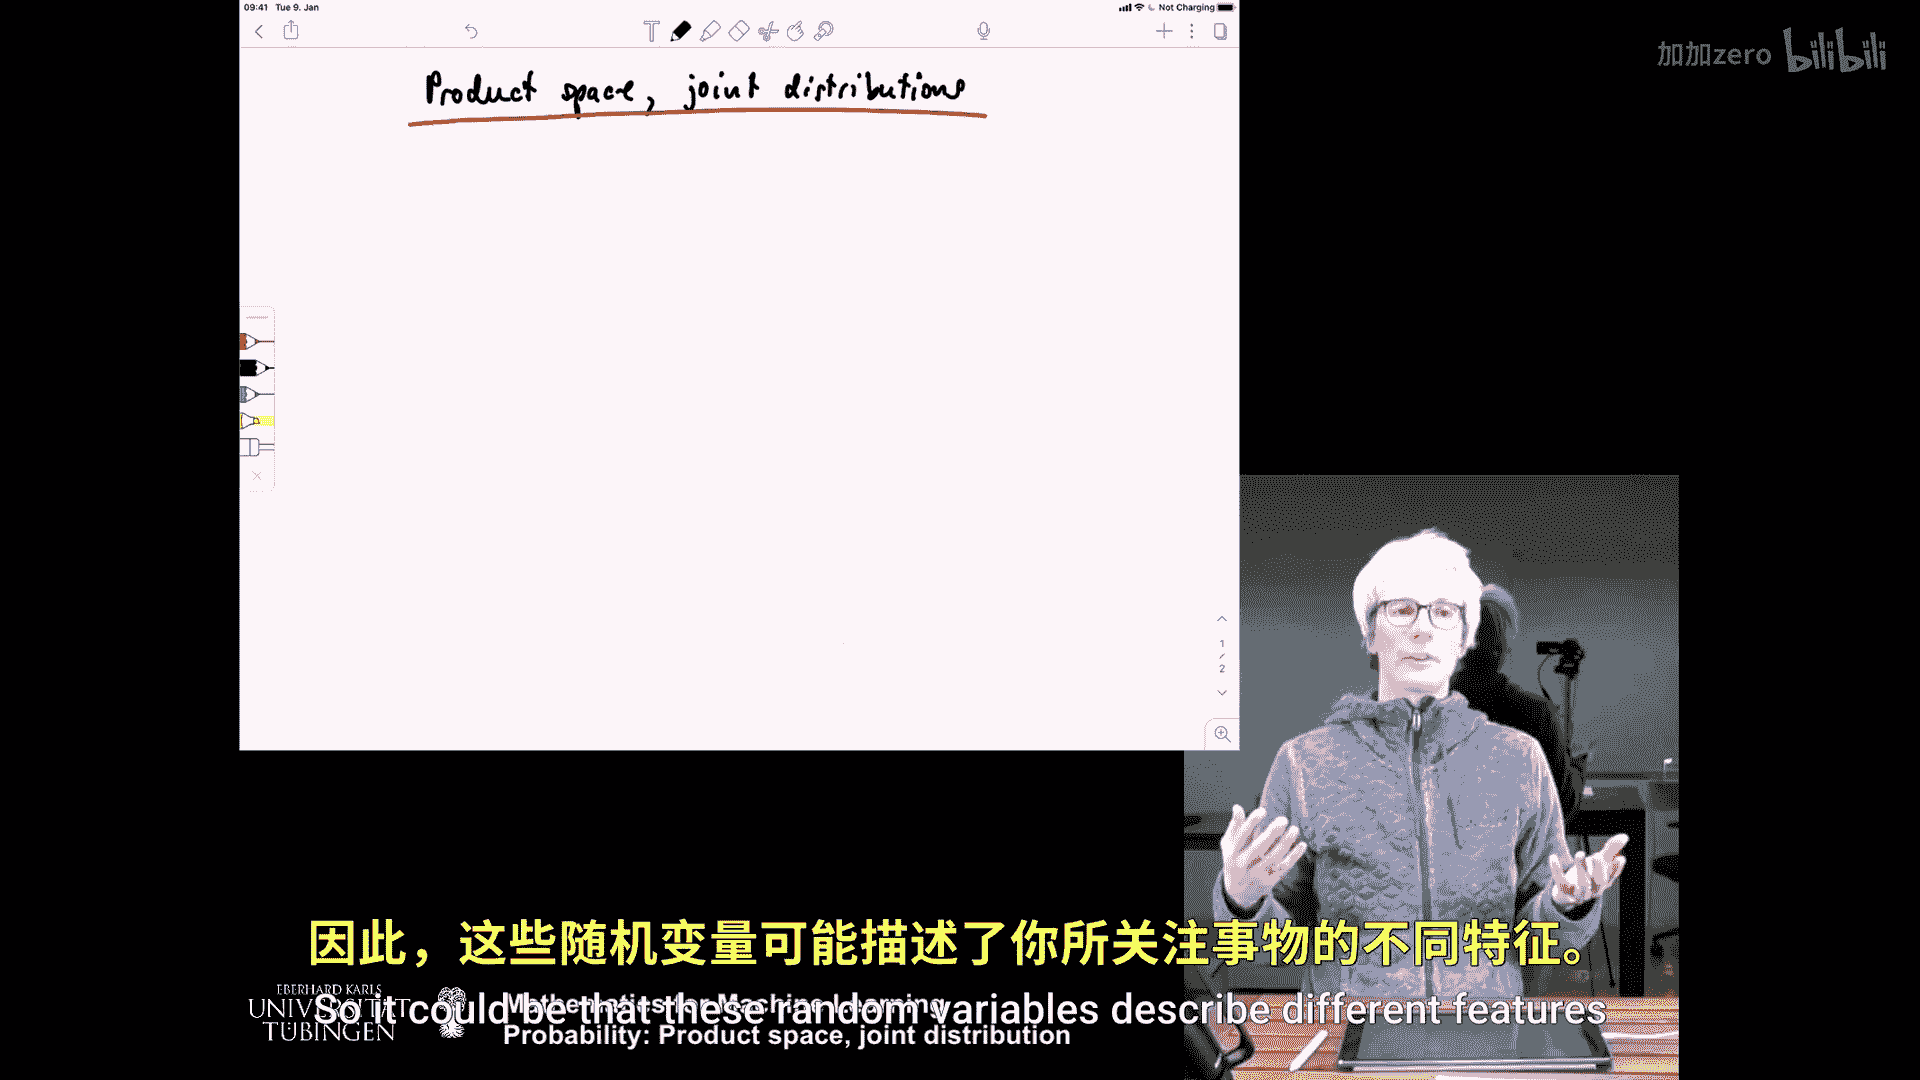 09:41 Tue 9. Jan
Not Charging
加加zero bilibili
Product space, joint distributions
1
2
因此，这些随机变量可能描述了你所关注事物的不同特征。
So it could be that these random variables describe different features
EBERHARD KARLS
UNIVERSITÄT
TÜBINGEN
Mathematics for Machine Learning
Probability: Product space, joint distribution